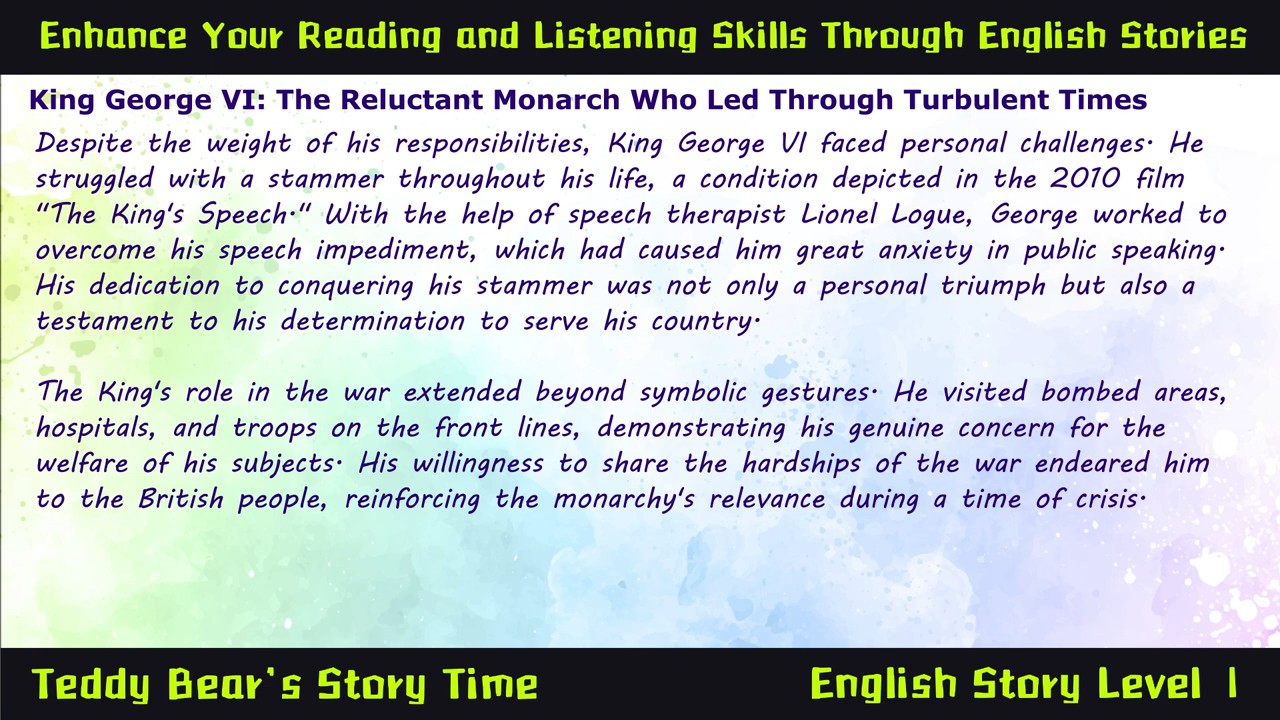 Enhance Your Reading and Listening Skills Through English Stories
King George VI: The Reluctant Monarch Who Led Through Turbulent Times
Despite the weight of his responsibilities, King George VI faced personal challenges. He
struggled with a stammer throughout his life, a condition depicted in the 2010 film
"The King's Speech." With the help of speech therapist Lionel Logue, George worked to
overcome his speech impediment, which had caused him great anxiety in public speaking.
His dedication to conquering his stammer was not only a personal triumph but also a
testament to his determination to serve his country.
The King's role in the war extended beyond symbolic gestures. He visited bombed areas,
hospitals, and troops on the front lines, demonstrating his genuine concern for the
welfare of his subjects. His willingness to share the hardships of the war endeared him
to the British people, reinforcing the monarchy's relevance during a time of crisis.
Teddy Bear's Story Time
English Story Level 1